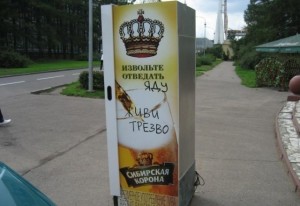 ИЗВОЛЬТЕ
ОТВЕДАТЬ
ЯДУ
ЖИВИ
ТРЕЗВО
СИБИРСКАЯ
КОРОНА